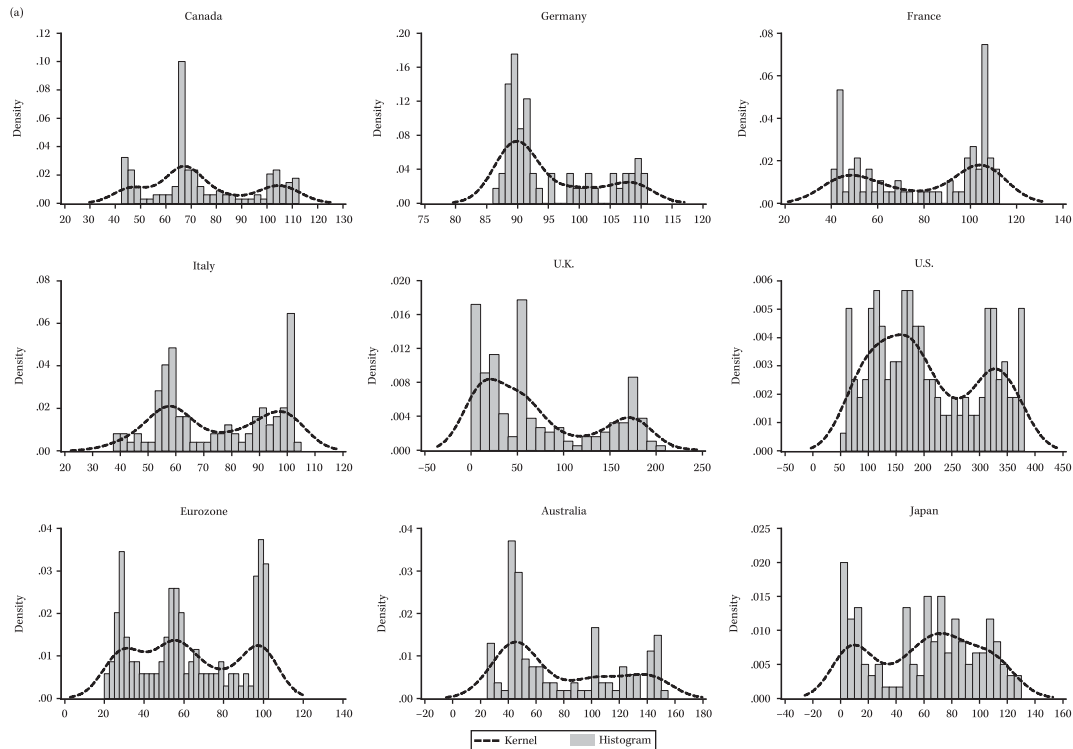 (a)
Canada
Density
.12
.10
.08
.06
.04
.02
.00
20 30 40 50 60 70 80 90 100 110 120 130
Germany
Density
.20
.16
.12
.08
.04
.00
75 80 85 90 95 100 105 110 115 120
France
Density
.08
.06
.04
.02
.00
20 40 60 80 100 120 140
Italy
Density
.08
.06
.04
.02
.00
20 30 40 50 60 70 80 90 100 110 120
U.K.
Density
.020
.016
.012
.008
.004
.000
−50 0 50 100 150 200 250
U.S.
Density
.006
.005
.004
.003
.002
.001
.000
−50 0 50 100 150 200 250 300 350 400 450
Eurozone
Density
.04
.03
.02
.01
.00
0 20 40 60 80 100 120 140
Australia
Density
.04
.03
.02
.01
.00
−20 0 20 40 60 80 100 120 140 160 180
Japan
Density
.025
.020
.015
.010
.005
.000
−40 −20 0 20 40 60 80 100 120 140 160
Kernel Histogram